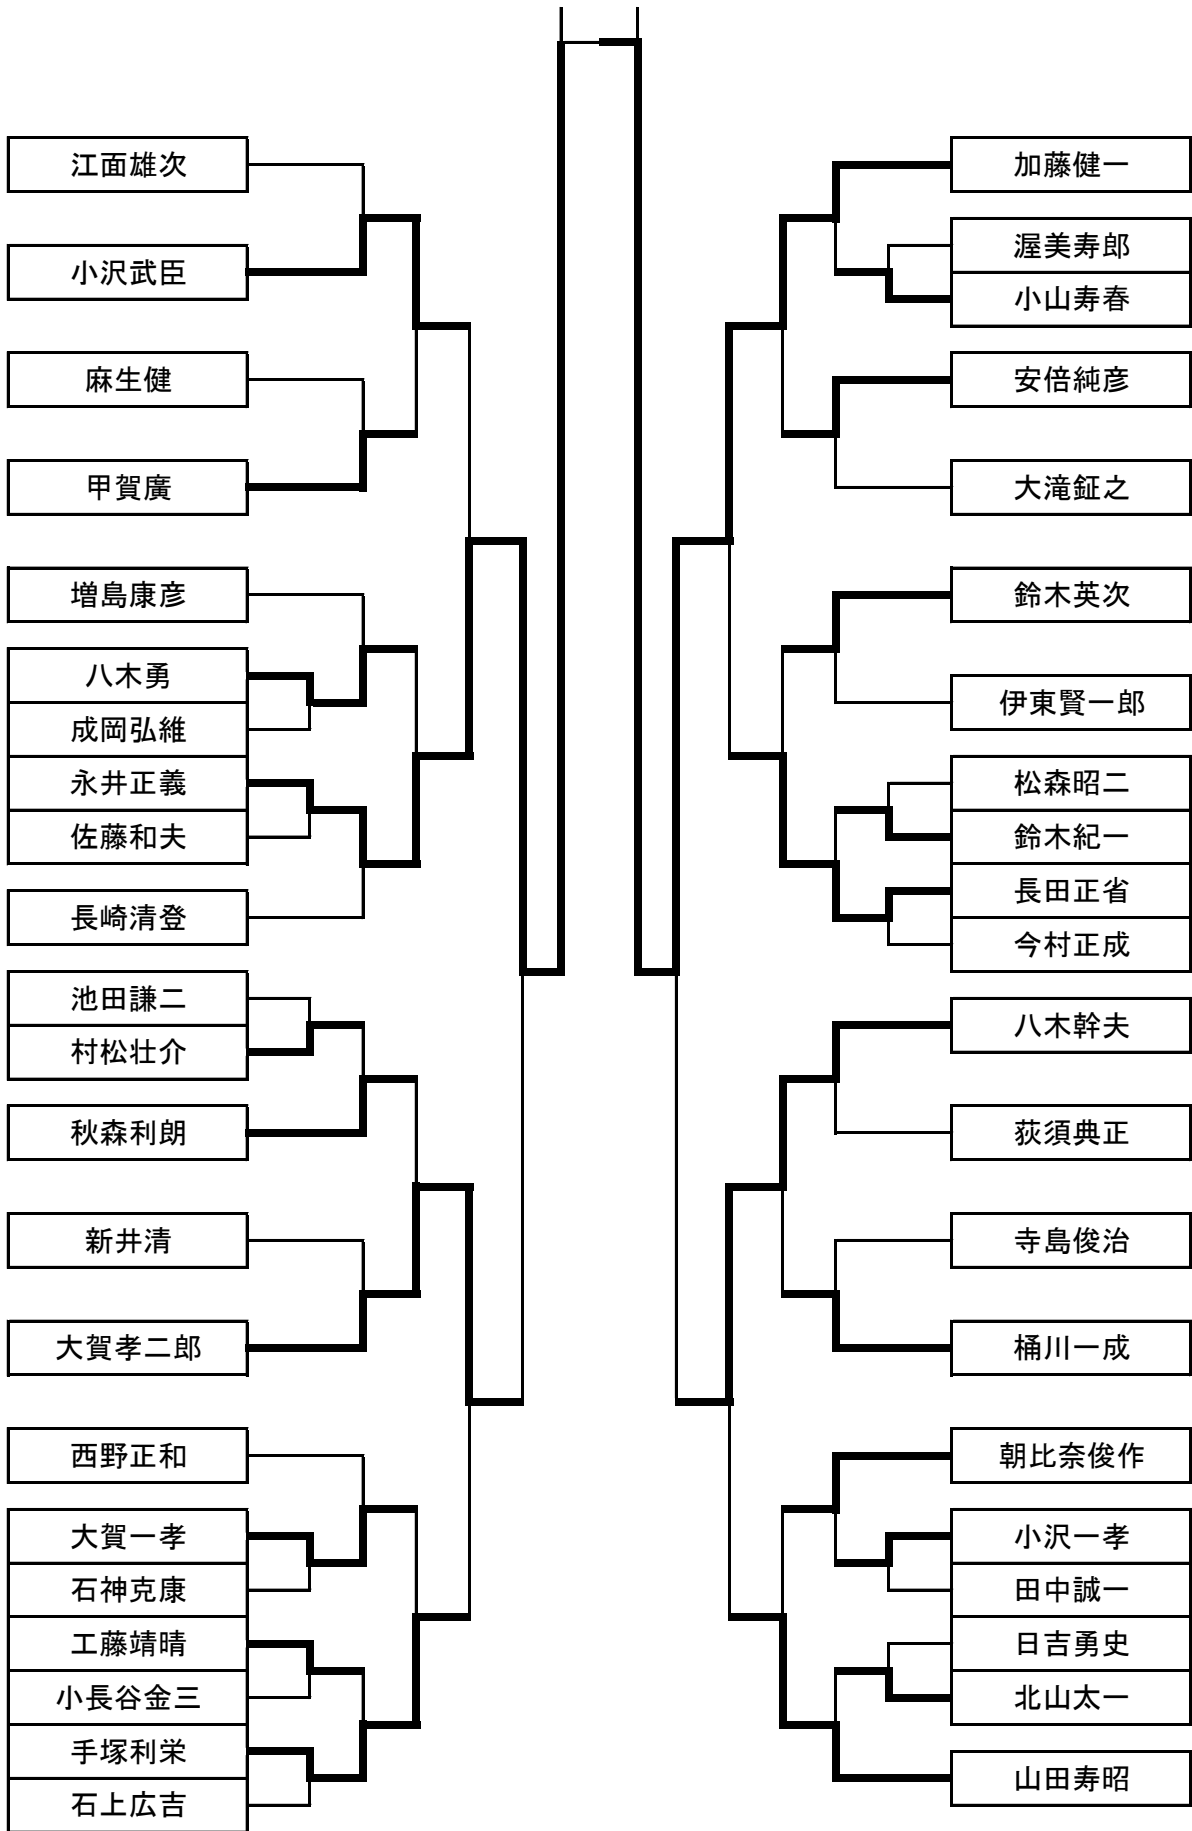 江面雄次
小沢武臣
麻生健
甲賀廣
増島康彦
八木勇
成岡弘維
永井正義
佐藤和夫
長崎清登
池田謙二
村松壮介
秋森利朗
新井清
大賀孝二郎
西野正和
大賀一孝
石神克康
工藤靖晴
小長谷金三
手塚利栄
石上広吉
加藤健一
渥美寿郎
小山寿春
安倍純彦
大滝鉦之
鈴木英次
伊東賢一郎
松森昭二
鈴木紀一
長田正省
今村正成
八木幹夫
荻須典正
寺島俊治
桶川一成
朝比奈俊作
小沢一孝
田中誠一
日吉勇史
北山太一
山田寿昭